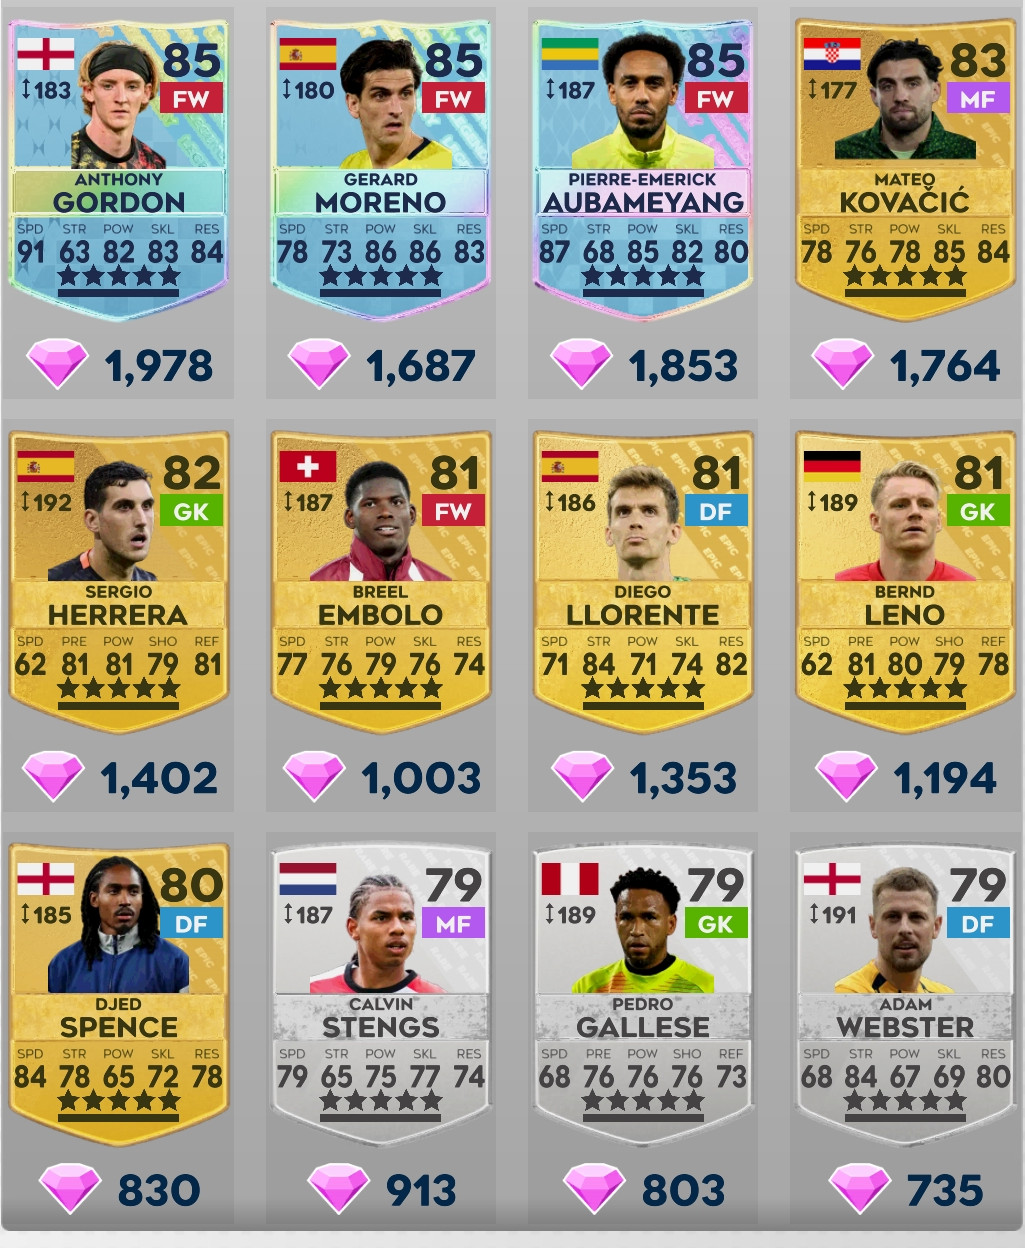 85
183
FW
ANTHONY
GORDON
SPD STR POW SKL RES
91 63 82 83 84
1,978
85
180
FW
GERARD
MORENO
SPD STR POW SKL RES
78 73 86 86 83
1,687
85
187
FW
PIERRE-EMERICK
AUBAMEYANG
SPD STR POW SKL RES
87 68 85 82 80
1,853
83
177
MF
EPIC
MATEO
KOVAČIĆ
SPD STR POW SKL RES
78 76 78 85 84
1,764
82
192
GK
EPIC
SERGIO
HERRERA
SPD PRE POW SHO REF
62 81 81 79 81
1,402
81
187
FW
EPIC
BREEL
EMBOLO
SPD STR POW SKL RES
77 76 79 76 74
1,003
81
186
DF
EPIC
DIEGO
LLORENTE
SPD STR POW SKL RES
71 84 71 74 82
1,353
81
189
GK
EPIC
BERND
LENO
SPD PRE POW SHO REF
62 81 80 79 78
1,194
80
185
DF
EPIC
DJED
SPENCE
SPD STR POW SKL RES
84 78 65 72 78
830
79
187
MF
CALVIN
STENGS
SPD STR POW SKL RES
79 65 75 77 74
913
79
189
GK
PEDRO
GALLESE
SPD PRE POW SHO REF
68 76 76 76 73
803
79
191
DF
ADAM
WEBSTER
SPD STR POW SKL RES
68 84 67 69 80
735